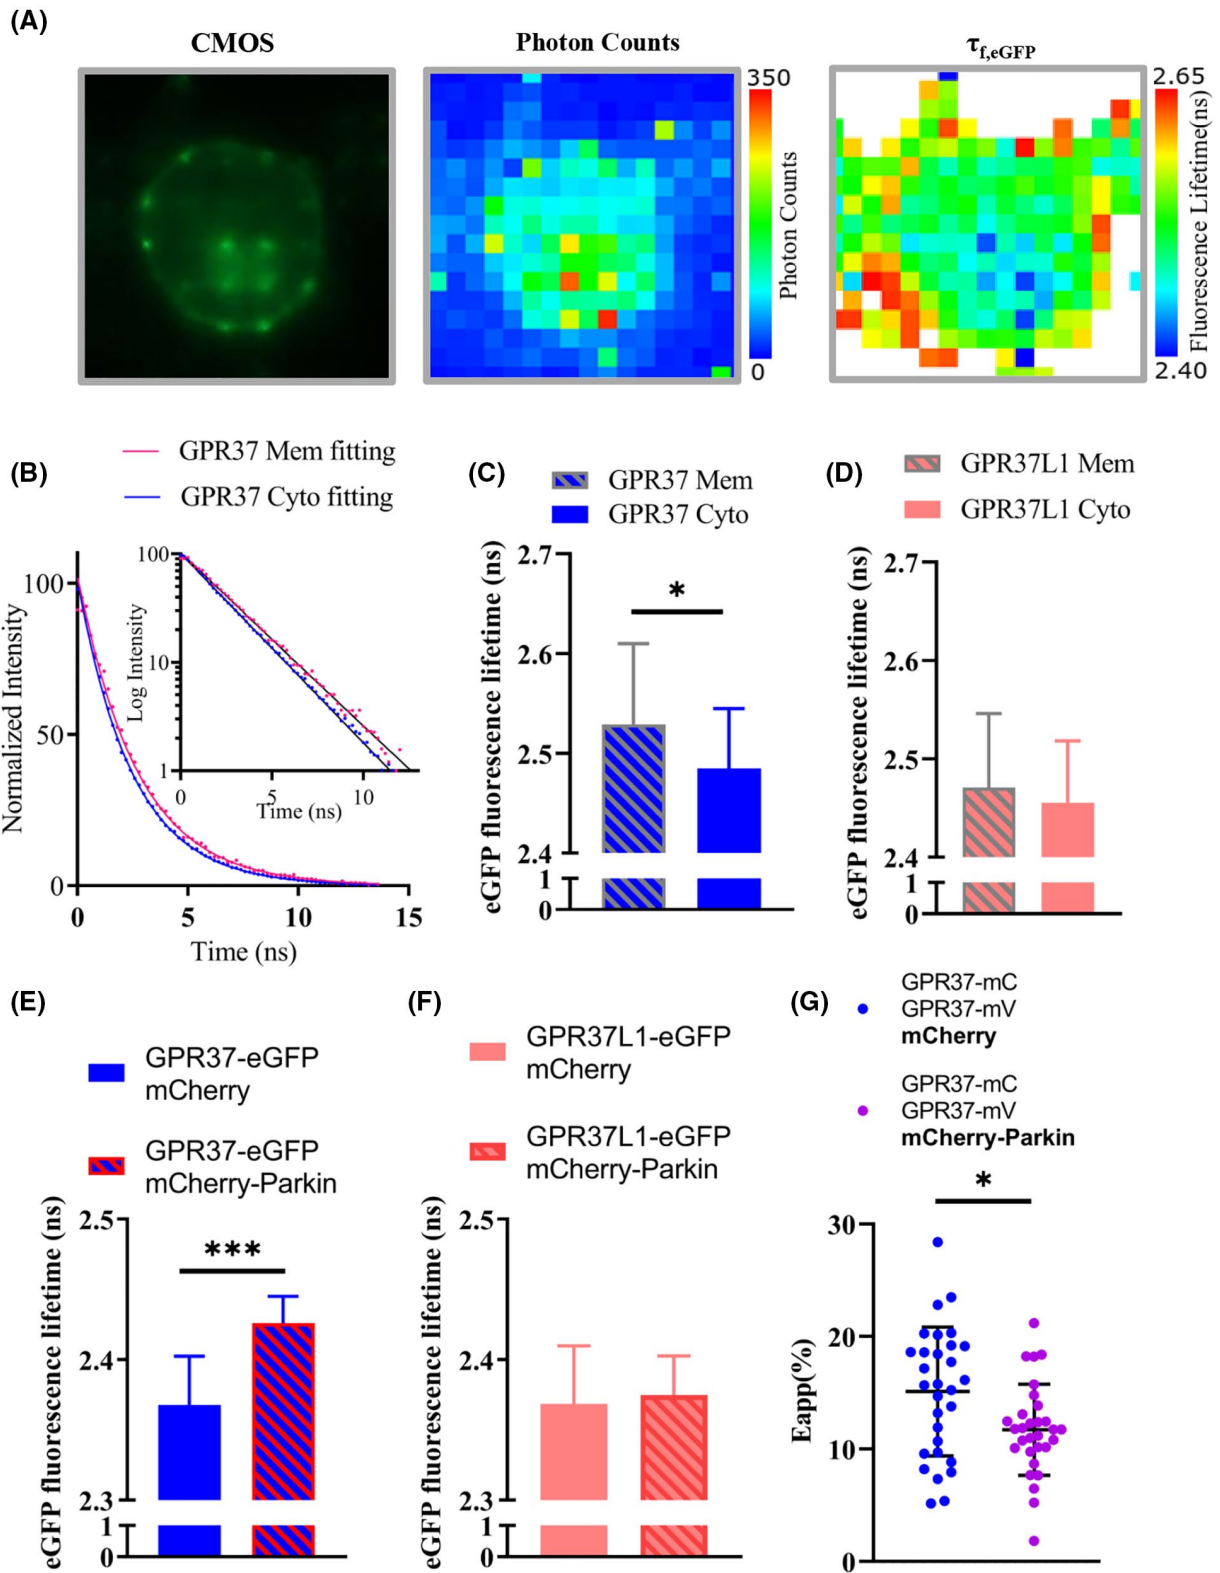 (A)
CMOS
Photon Counts
τf,eGFP
350
0
Photon Counts
2.65
2.40
Fluorescence Lifetime(ns)
(B)
GPR37 Mem fitting
GPR37 Cyto fitting
Normalized Intensity
100
50
0
0
5
10
15
Time (ns)
Log Intensity
100
10
1
0
5
10
Time (ns)
(C)
GPR37 Mem
GPR37 Cyto
eGFP fluorescence lifetime (ns)
2.7
2.6
2.5
2.4
1
0
*
(D)
GPR37L1 Mem
GPR37L1 Cyto
eGFP fluorescence lifetime (ns)
2.7
2.6
2.5
2.4
1
0
(E)
GPR37-eGFP
mCherry
GPR37-eGFP
mCherry-Parkin
eGFP fluorescence lifetime (ns)
2.5
2.4
2.3
1
0
***
(F)
GPR37L1-eGFP
mCherry
GPR37L1-eGFP
mCherry-Parkin
eGFP fluorescence lifetime (ns)
2.5
2.4
2.3
1
0
(G)
GPR37-mC
GPR37-mV
mCherry
GPR37-mC
GPR37-mV
mCherry-Parkin
*
Eapp(%)
30
20
10
0